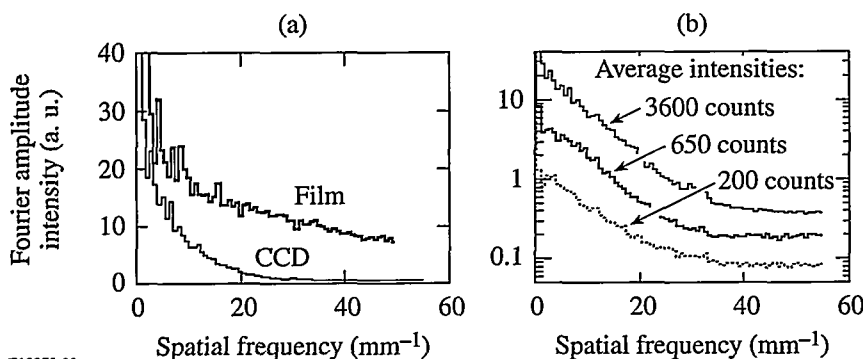 (a)
(b)
Fourier amplitude
intensity (a. u.)
40
30
20
10
0
Film
CCD
0
20
40
60
Spatial frequency (mm⁻¹)
10
1
0.1
Average intensities:
3600 counts
650 counts
200 counts
0
20
40
60
Spatial frequency (mm⁻¹)